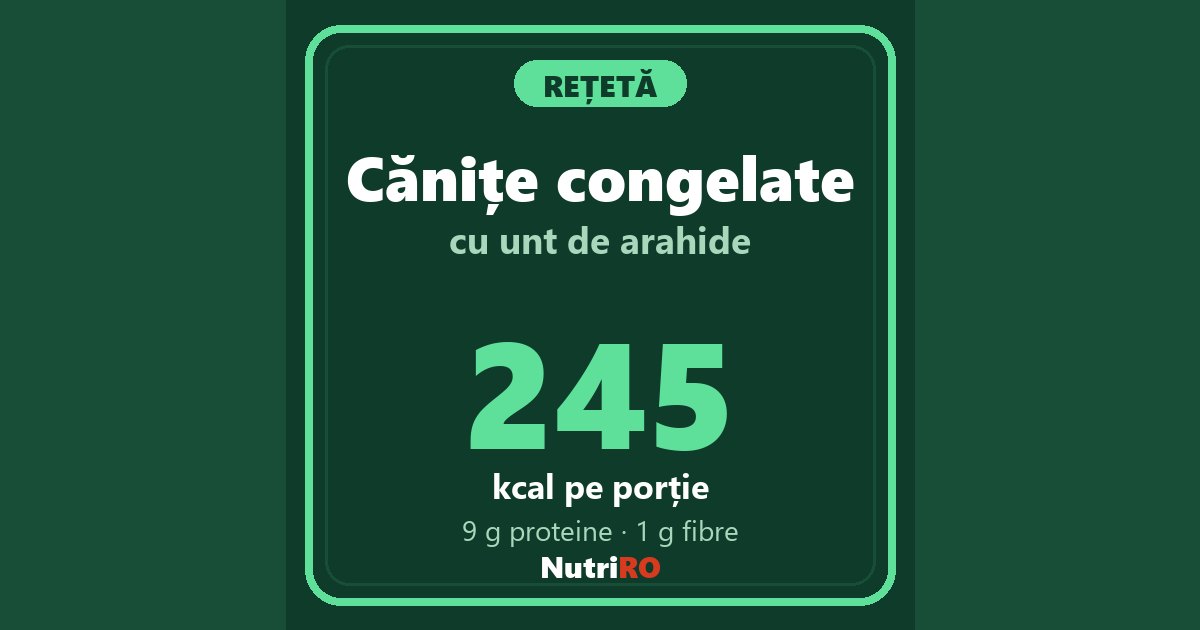 REȚETĂ
Cănițe congelate
cu unt de arahide
245
kcal pe porție
9 g proteine · 1 g fibre
NutriRO